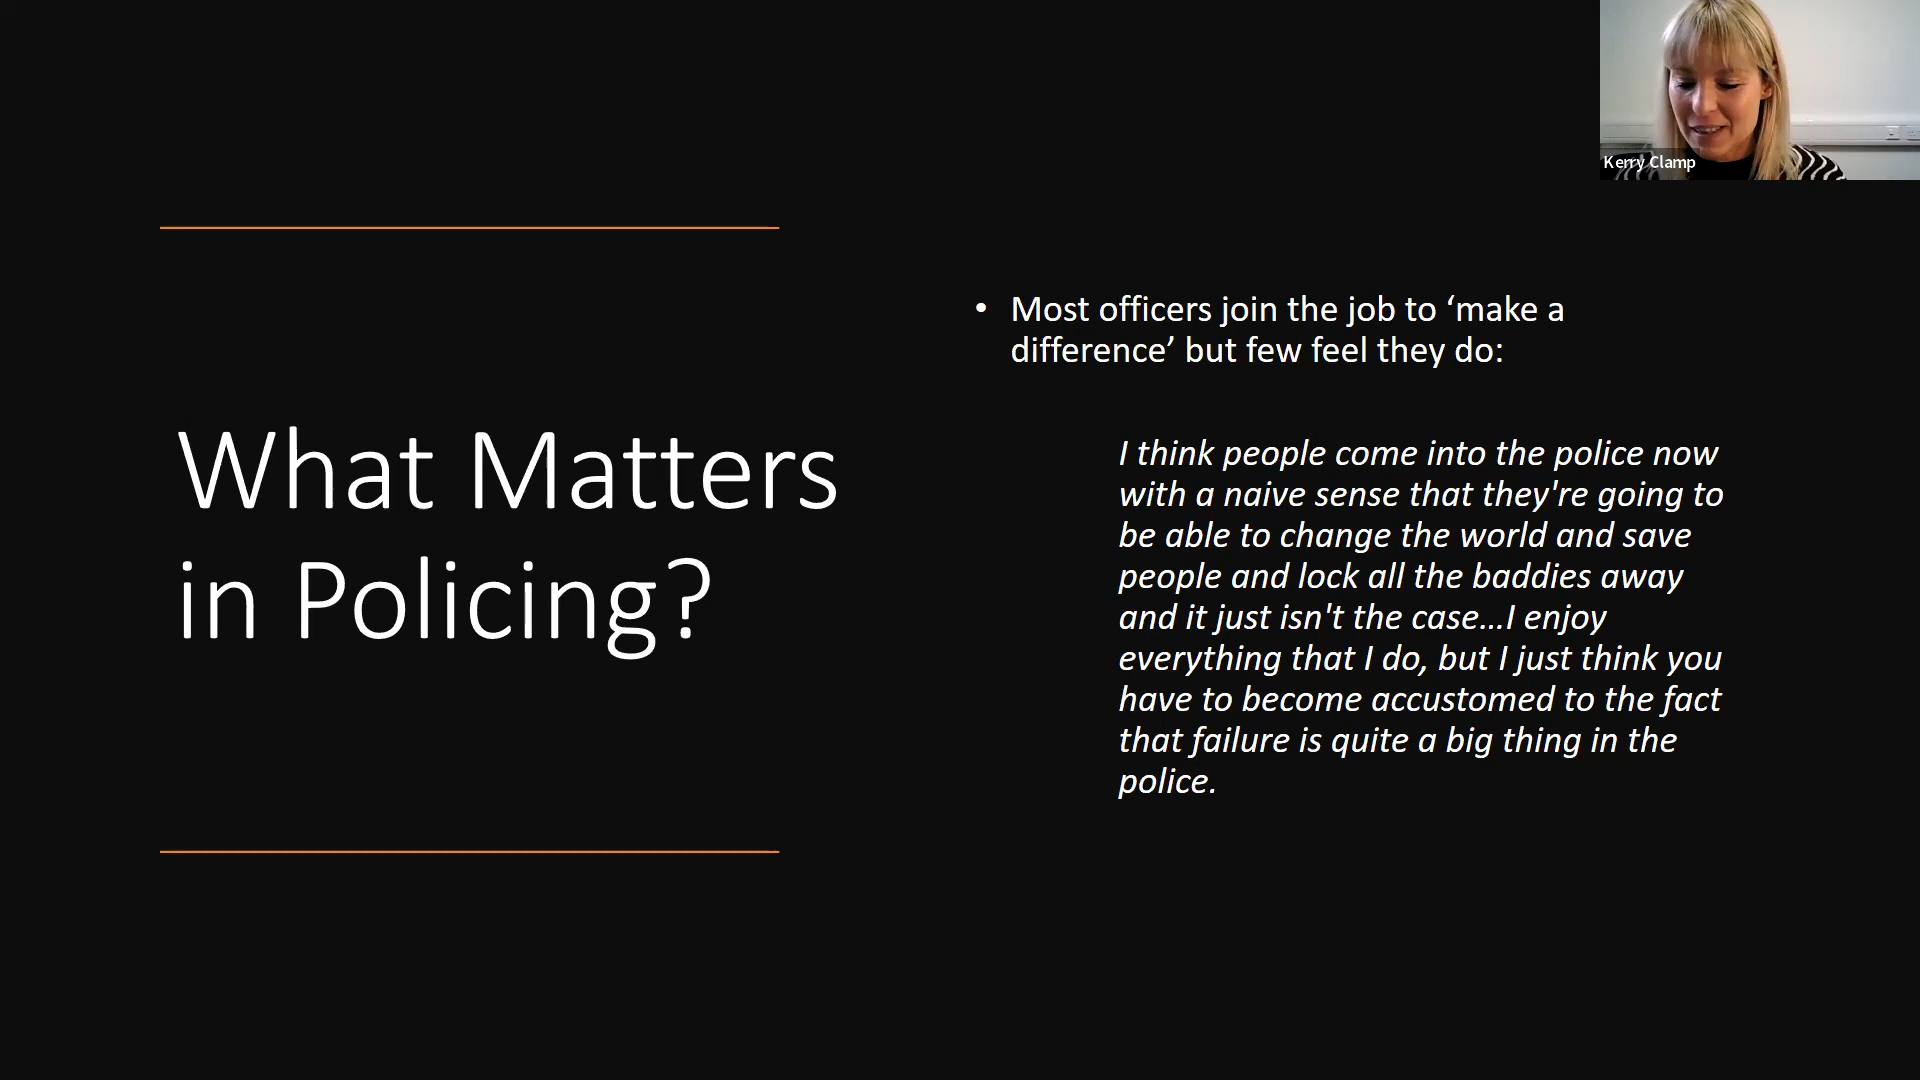 Kerry Clamp
What Matters
in Policing?
• Most officers join the job to ‘make a
difference’ but few feel they do:
I think people come into the police now
with a naive sense that they're going to
be able to change the world and save
people and lock all the baddies away
and it just isn't the case…I enjoy
everything that I do, but I just think you
have to become accustomed to the fact
that failure is quite a big thing in the
police.